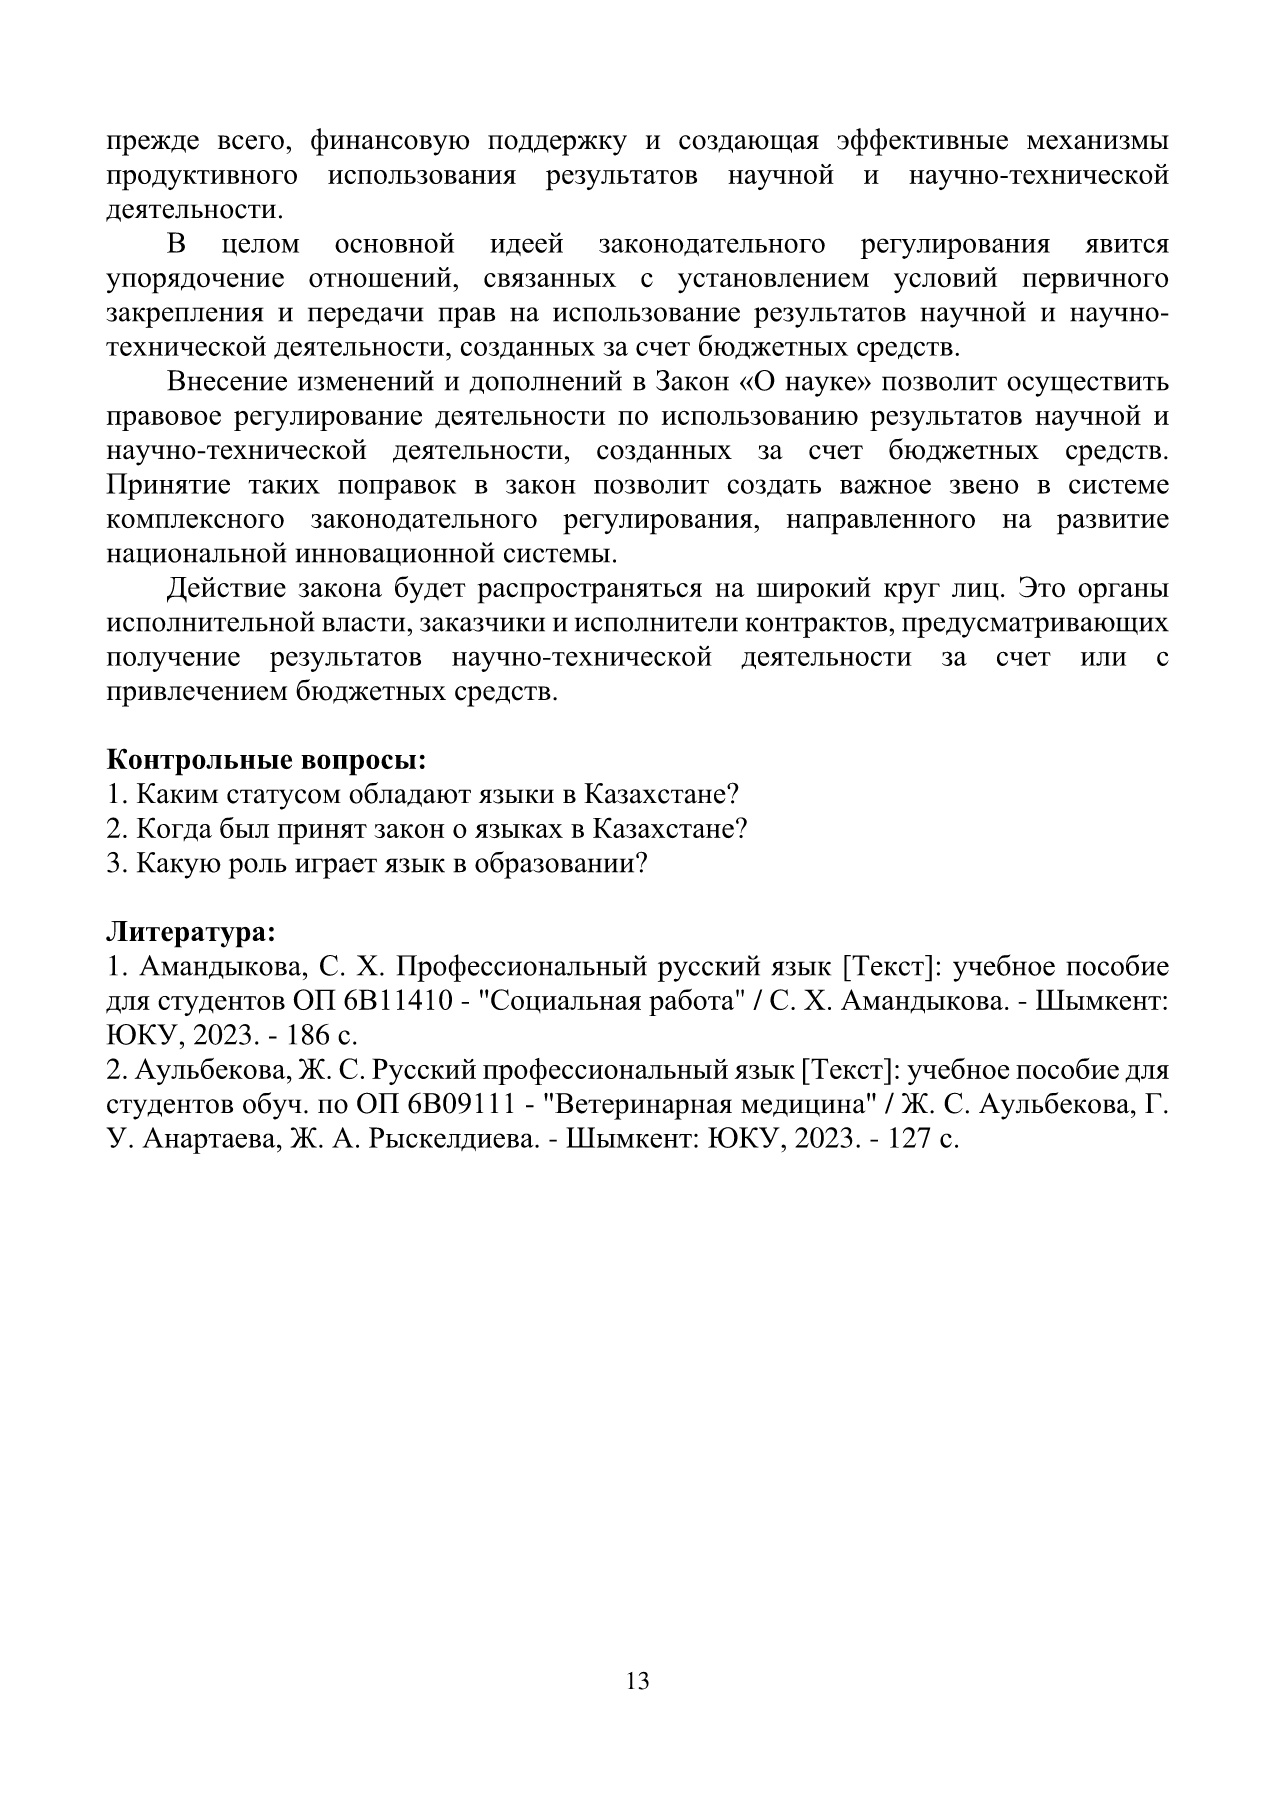 прежде всего, финансовую поддержку и создающая эффективные механизмы
продуктивного использования результатов научной и научно-технической
деятельности.
В целом основной идеей законодательного регулирования явится
упорядочение отношений, связанных с установлением условий первичного
закрепления и передачи прав на использование результатов научной и научно-
технической деятельности, созданных за счет бюджетных средств.
Внесение изменений и дополнений в Закон «О науке» позволит осуществить
правовое регулирование деятельности по использованию результатов научной и
научно-технической деятельности, созданных за счет бюджетных средств.
Принятие таких поправок в закон позволит создать важное звено в системе
комплексного законодательного регулирования, направленного на развитие
национальной инновационной системы.
Действие закона будет распространяться на широкий круг лиц. Это органы
исполнительной власти, заказчики и исполнители контрактов, предусматривающих
получение результатов научно-технической деятельности за счет или с
привлечением бюджетных средств.
Контрольные вопросы:
1. Каким статусом обладают языки в Казахстане?
2. Когда был принят закон о языках в Казахстане?
3. Какую роль играет язык в образовании?
Литература:
1. Амандыкова, С. Х. Профессиональный русский язык [Текст]: учебное пособие
для студентов ОП 6В11410 - "Социальная работа" / С. Х. Амандыкова. - Шымкент:
ЮКУ, 2023. - 186 с.
2. Аульбекова, Ж. С. Русский профессиональный язык [Текст]: учебное пособие для
студентов обуч. по ОП 6В09111 - "Ветеринарная медицина" / Ж. С. Аульбекова, Г.
У. Анартаева, Ж. А. Рыскелдиева. - Шымкент: ЮКУ, 2023. - 127 с.
13